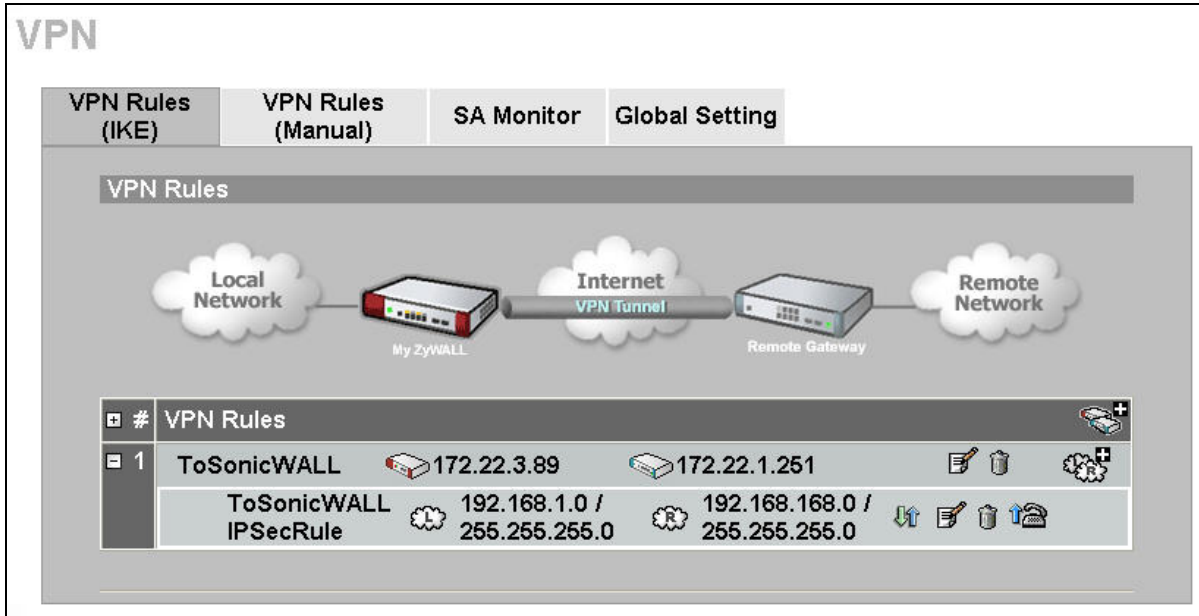 VPN
VPN Rules
(IKE)
VPN Rules
(Manual)
SA Monitor
Global Setting
VPN Rules
Local
Network
Internet
VPN Tunnel
Remote
Network
My ZyWALL
Remote Gateway
# VPN Rules
1 ToSonicWALL 172.22.3.89 172.22.1.251
ToSonicWALL L 192.168.1.0 / R 192.168.168.0 /
IPSecRule 255.255.255.0 255.255.255.0